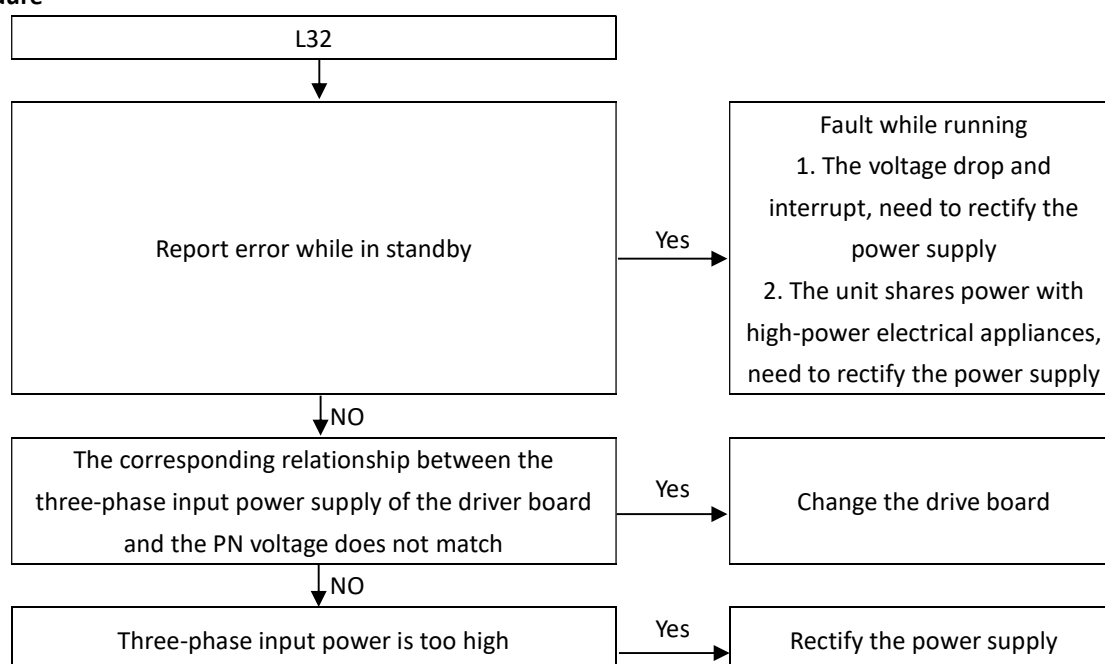 L32
Report error while in standby
Yes
Fault while running
1. The voltage drop and
interrupt, need to rectify the
power supply
2. The unit shares power with
high-power electrical appliances,
need to rectify the power supply
NO
The corresponding relationship between the
three-phase input power supply of the driver board
and the PN voltage does not match
Yes
Change the drive board
NO
Three-phase input power is too high
Yes
Rectify the power supply